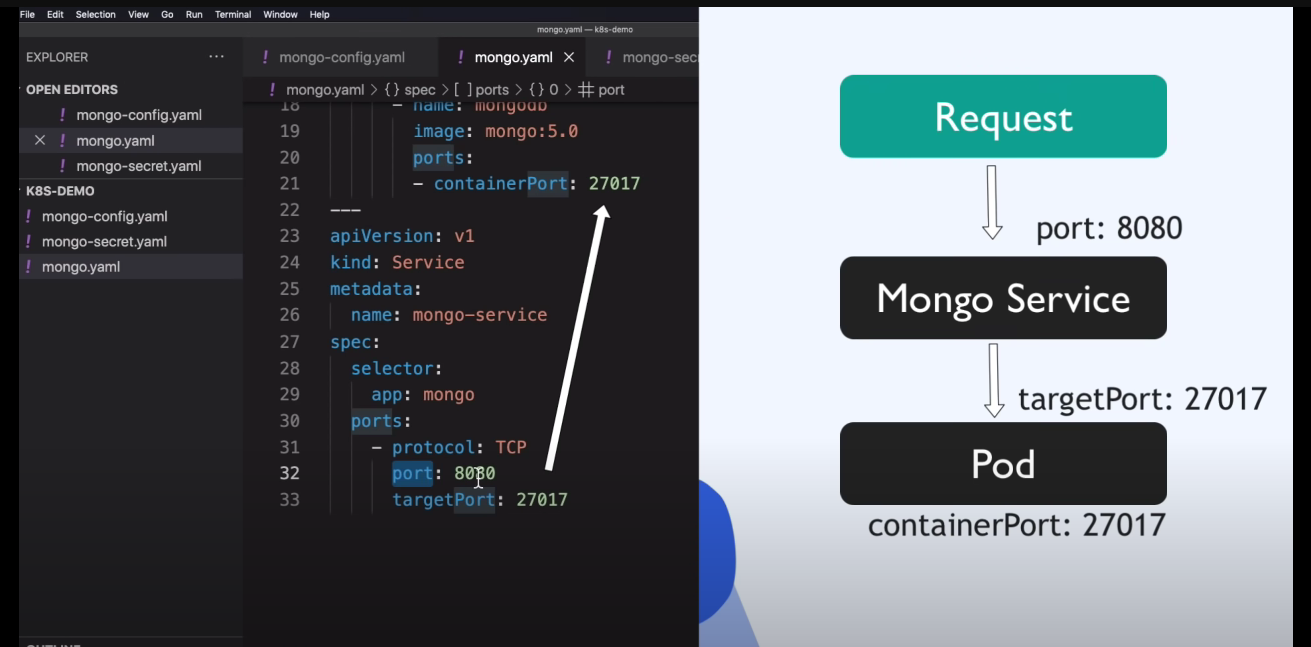 File Edit Selection View Go Run Terminal Window Help
mongo.yaml — k8s-demo
EXPLORER ...
! mongo-config.yaml ! mongo.yaml × ! mongo-sec
OPEN EDITORS
! mongo-config.yaml
× ! mongo.yaml
! mongo-secret.yaml
K8S-DEMO
! mongo-config.yaml
! mongo-secret.yaml
! mongo.yaml
! mongo.yaml > {} spec > [ ] ports > {} 0 > # port
18 - name: mongodb
19 image: mongo:5.0
20 ports:
21 - containerPort: 27017
22 ---
23 apiVersion: v1
24 kind: Service
25 metadata:
26 name: mongo-service
27 spec:
28 selector:
29 app: mongo
30 ports:
31 - protocol: TCP
32 port: 8080
33 targetPort: 27017
Request
port: 8080
Mongo Service
targetPort: 27017
Pod
containerPort: 27017